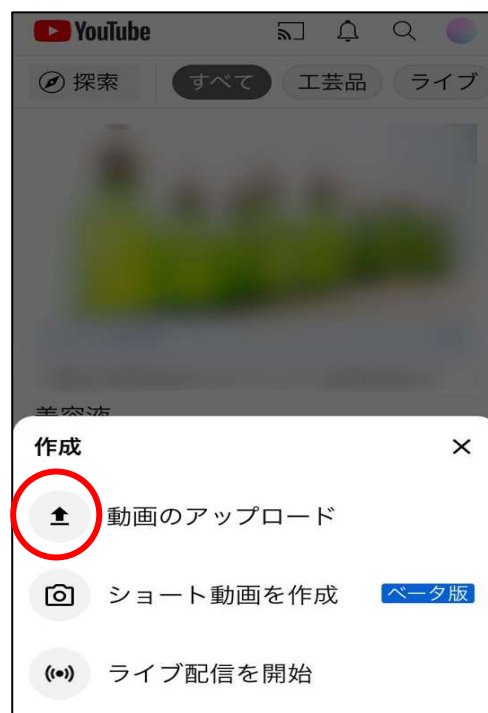 YouTube
探索 すべて 工芸品 ライブ
美容液
作成
動画のアップロード
ショート動画を作成 ベータ版
ライブ配信を開始